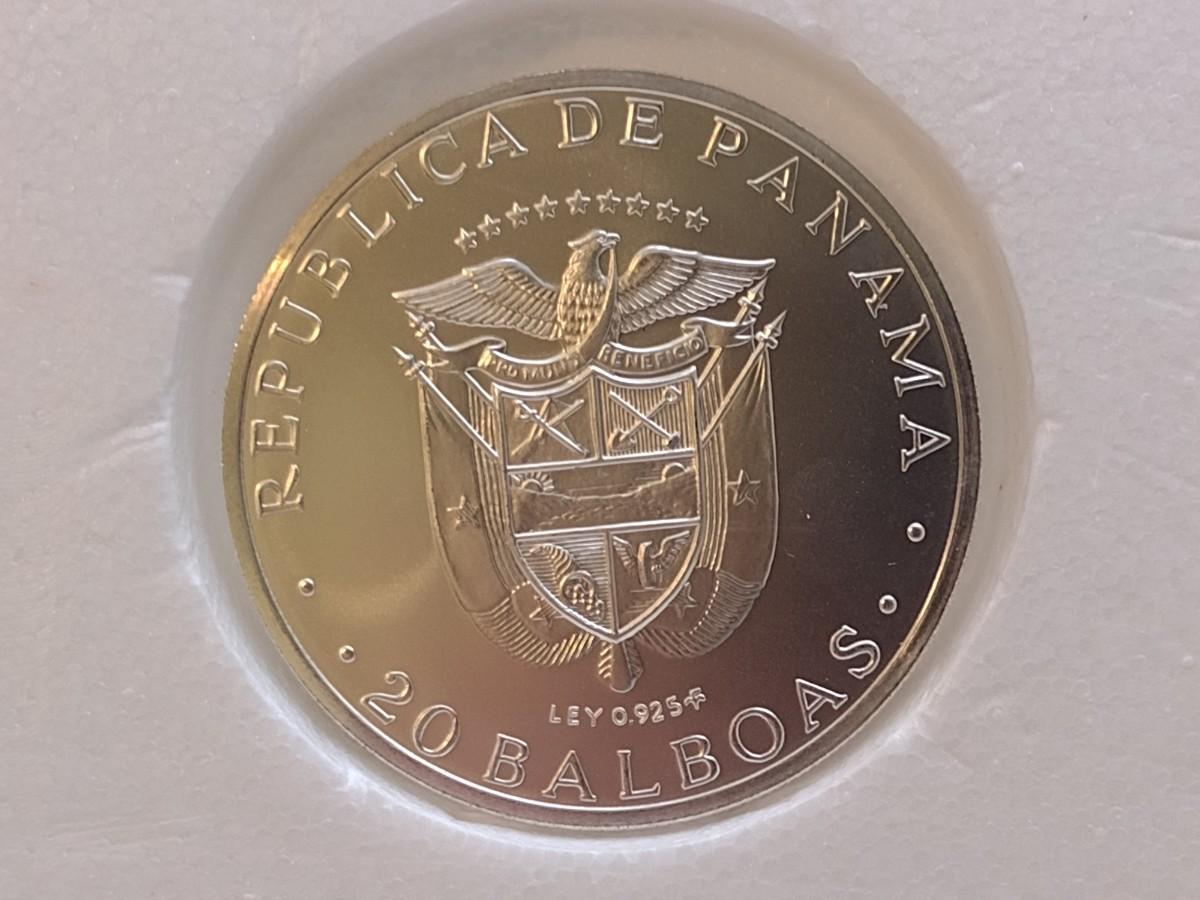 REPUBLICA DE PANAMA
PRO MUNDI BENEFICIO
LEY 0.925
20 BALBOAS